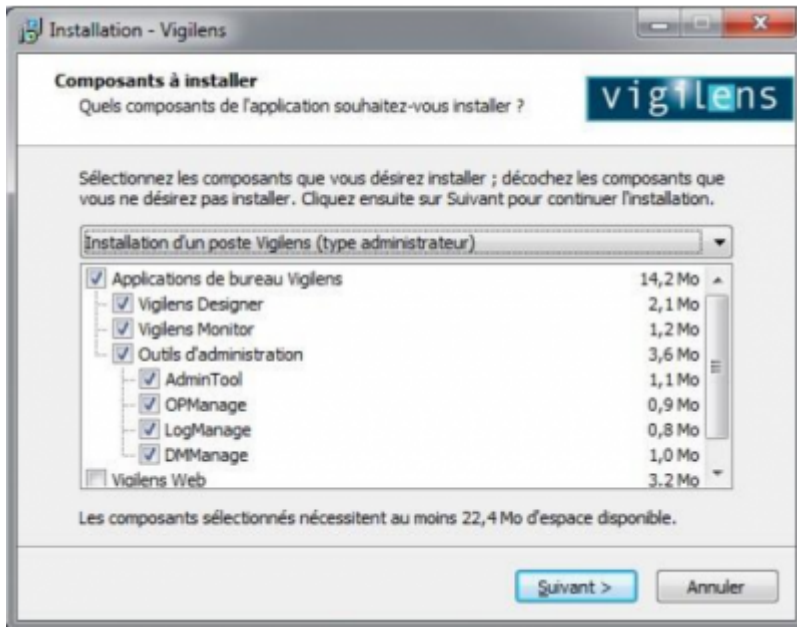 Installation - Vigilens
Composants à installer
Quels composants de l'application souhaitez-vous installer ?
vigilens
Sélectionnez les composants que vous désirez installer ; décochez les composants que
vous ne désirez pas installer. Cliquez ensuite sur Suivant pour continuer l'installation.
Installation d'un poste Vigilens (type administrateur)
Applications de bureau Vigilens 14,2 Mo
Vigilens Designer 2,1 Mo
Vigilens Monitor 1,2 Mo
Outils d'administration 3,6 Mo
AdminTool 1,1 Mo
OPManage 0,9 Mo
LogManage 0,8 Mo
DMManage 1,0 Mo
Vigilens Web 3,2 Mo
Les composants sélectionnés nécessitent au moins 22,4 Mo d'espace disponible.
Suivant >
Annuler